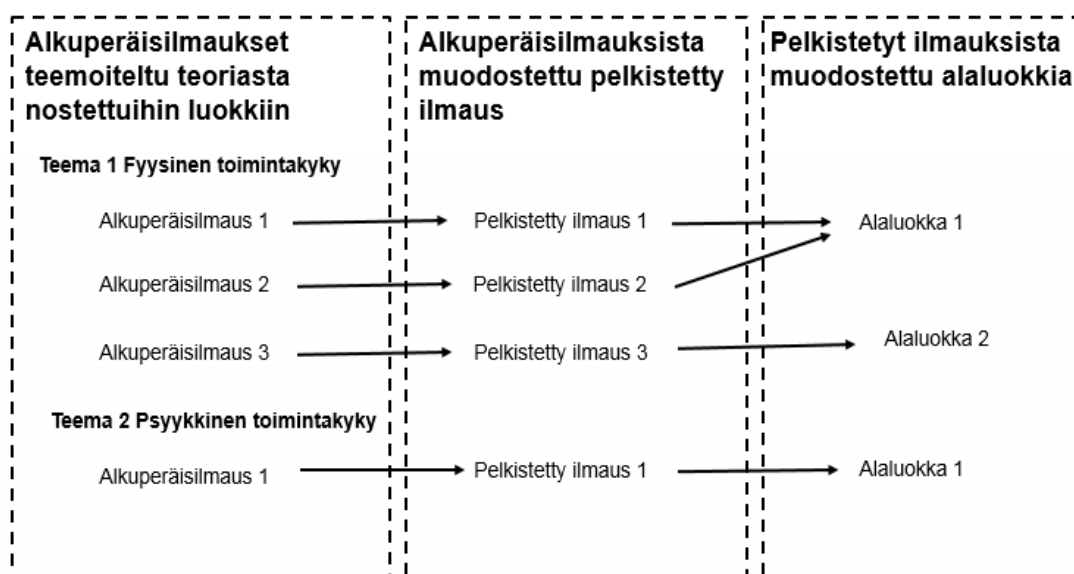 Alkuperäisilmaukset
teemoiteltu teoriasta
nostettuihin luokkiin
Alkuperäisilmauksista
muodostettu pelkistetty
ilmaus
Pelkistetyt ilmauksista
muodostettu alaluokkia
Teema 1 Fyysinen toimintakyky
Alkuperäisilmaus 1
Pelkistetty ilmaus 1
Alaluokka 1
Alkuperäisilmaus 2
Pelkistetty ilmaus 2
Alkuperäisilmaus 3
Pelkistetty ilmaus 3
Alaluokka 2
Teema 2 Psyykkinen toimintakyky
Alkuperäisilmaus 1
Pelkistetty ilmaus 1
Alaluokka 1